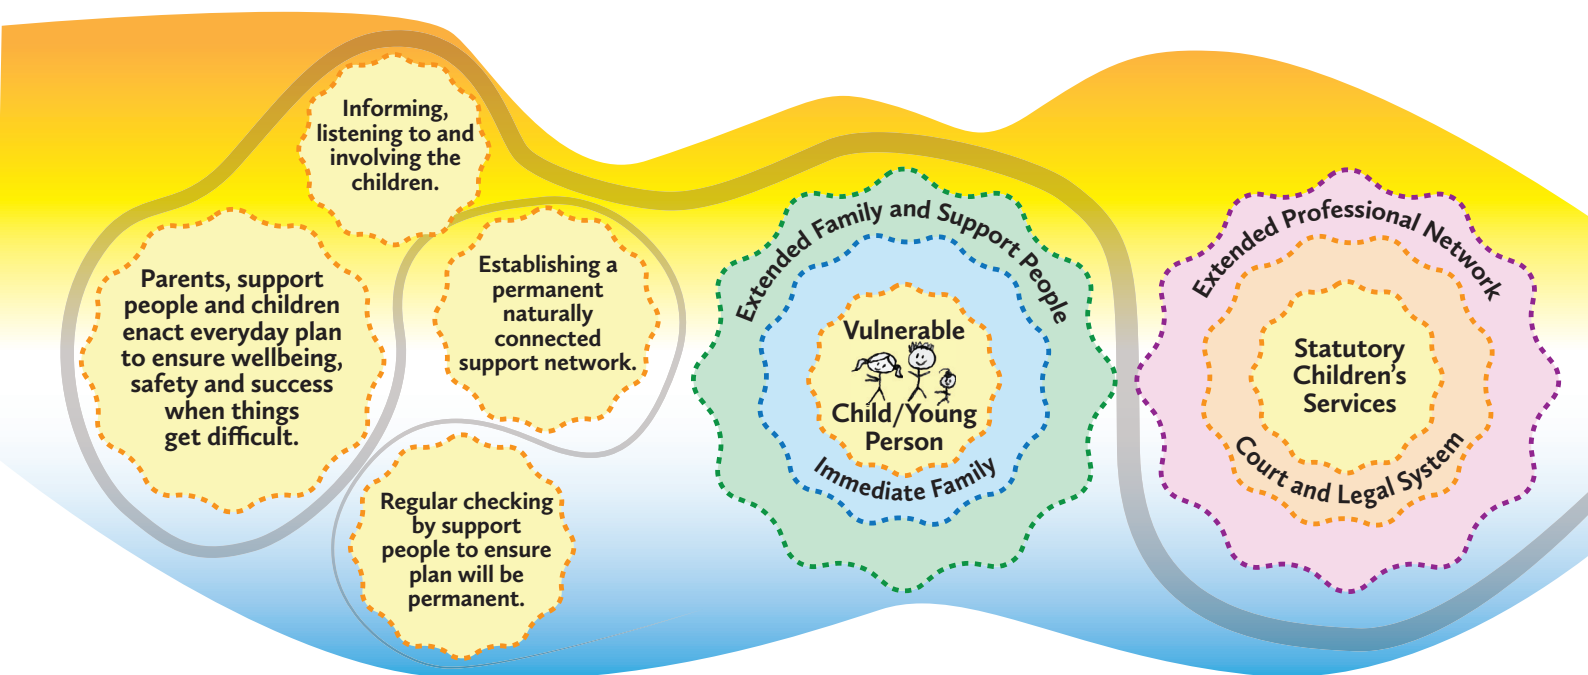 Informing,
listening to and
involving the
children.
Parents, support
people and children
enact everyday plan
to ensure wellbeing,
safety and success
when things
get difficult.
Establishing a
permanent
naturally
connected
support network.
Regular checking
by support
people to ensure
plan will be
permanent.
Extended Family and Support People
Vulnerable
Child/Young
Person
Immediate Family
Extended Professional Network
Statutory
Children's
Services
Court and Legal System